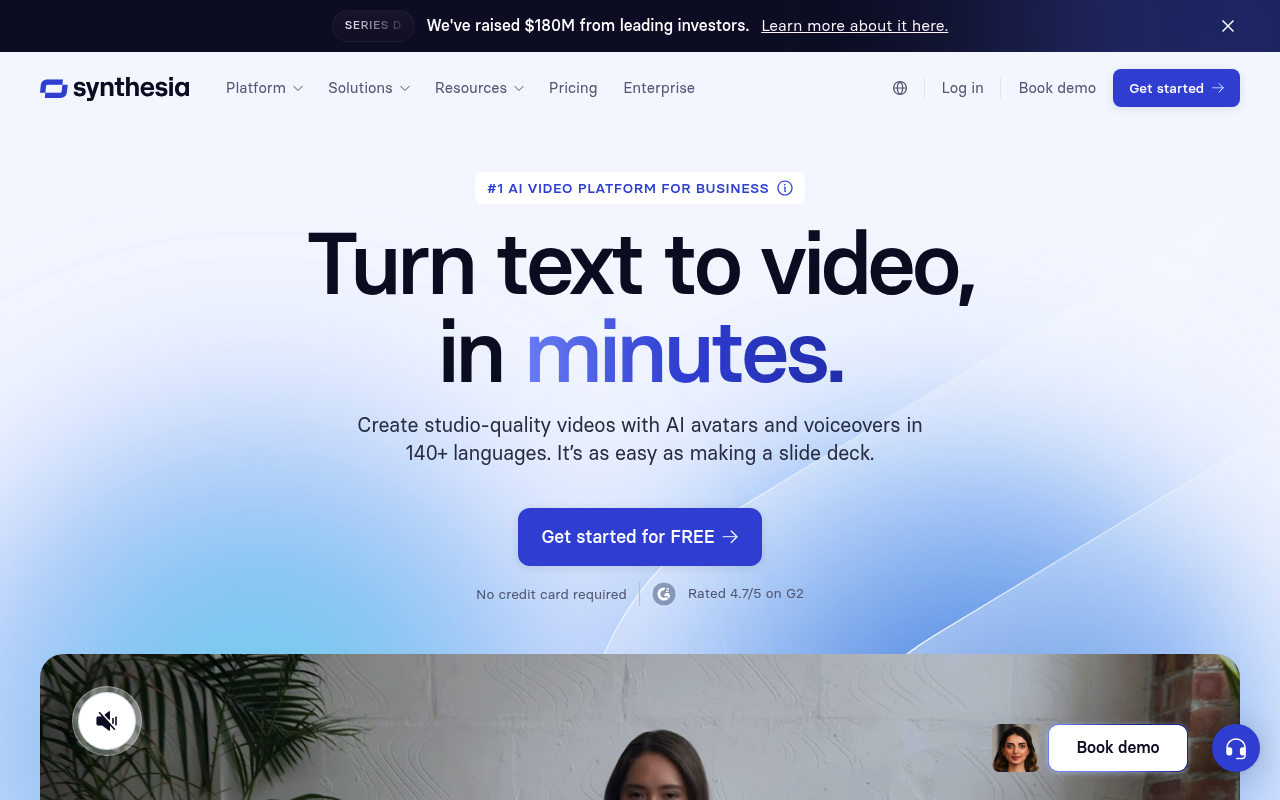 SERIES D We've raised $180M from leading investors. Learn more about it here.
synthesia Platform Solutions Resources Pricing Enterprise Log in Book demo Get started
#1 AI VIDEO PLATFORM FOR BUSINESS
Turn text to video,
in minutes.
Create studio-quality videos with AI avatars and voiceovers in
140+ languages. It’s as easy as making a slide deck.
Get started for FREE
No credit card required Rated 4.7/5 on G2
Book demo